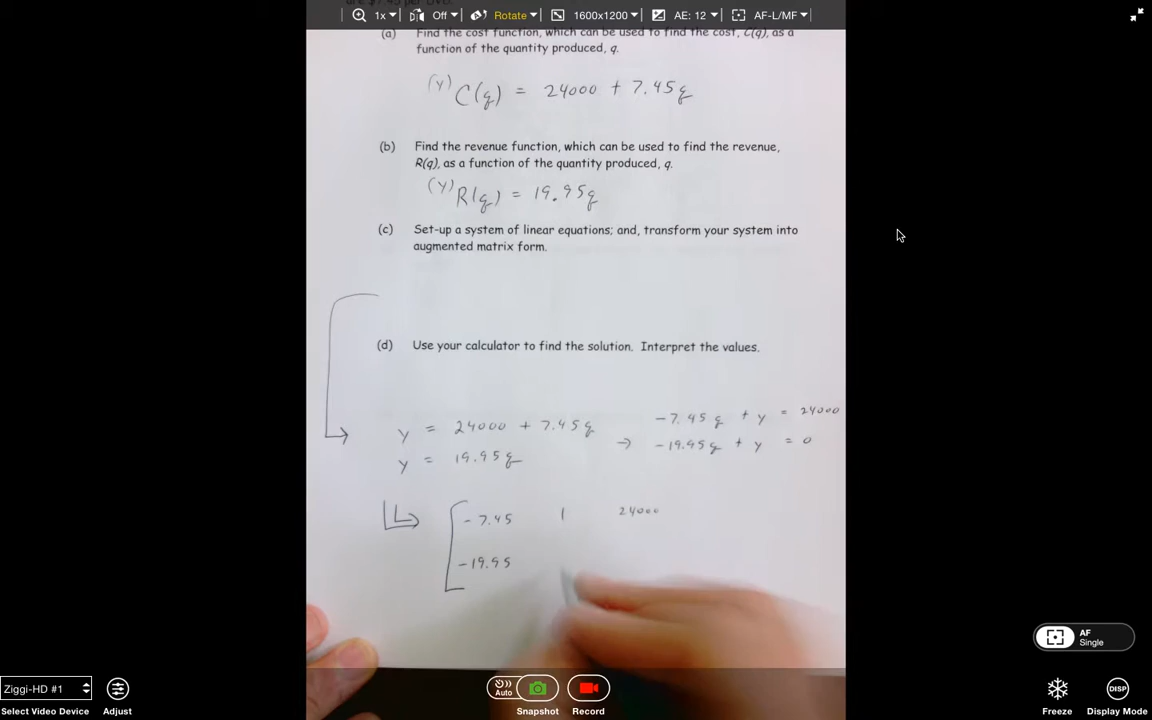 1x Off Rotate 1600x1200 AE: 12 AF-L/MF
(a) Find the cost function, which can be used to find the cost, C(q), as a
function of the quantity produced, q.
(y) C(q) = 24000 + 7.45q
(b) Find the revenue function, which can be used to find the revenue,
R(q), as a function of the quantity produced, q.
(y) R(q) = 19.95q
(c) Set-up a system of linear equations; and, transform your system into
augmented matrix form.
(d) Use your calculator to find the solution. Interpret the values.
y = 24000 + 7.45q
y = 19.95q
→ -7.45q + y = 24000
-19.95q + y = 0
-7.45 1 24000
-19.95
AF
Single
Ziggi-HD #1
Select Video Device
Adjust
Auto
Snapshot
Record
Freeze
DISP
Display Mode